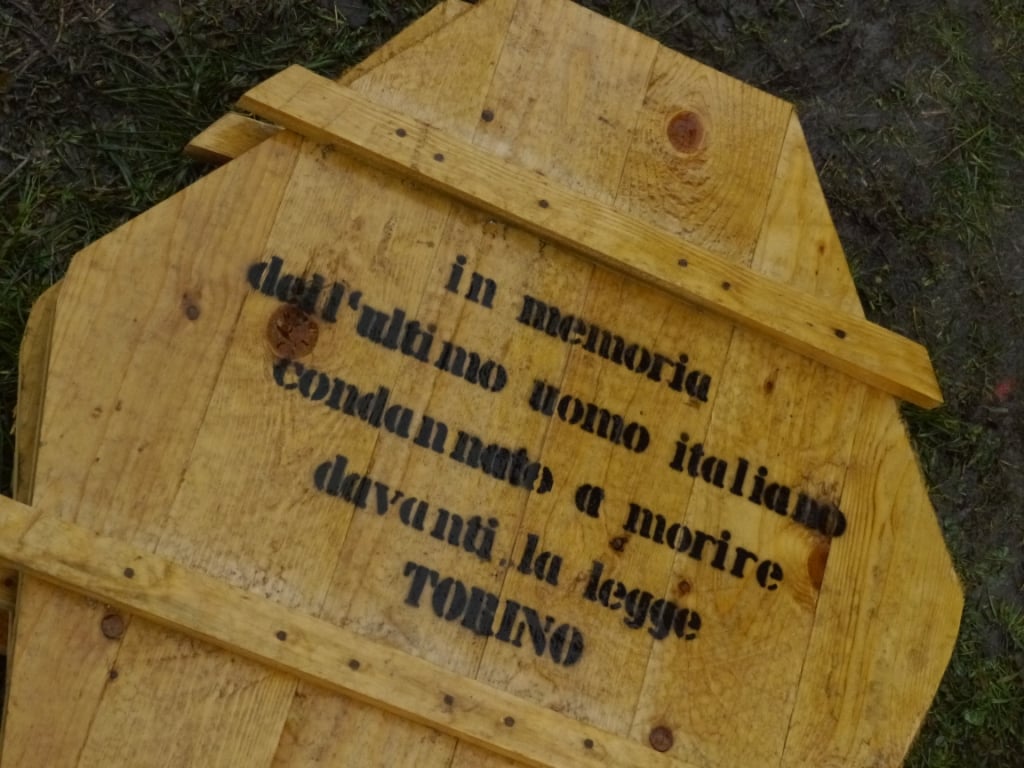 in memoria
dell'ultimo uomo italiano
condannato a morire
davanti la legge
TORINO